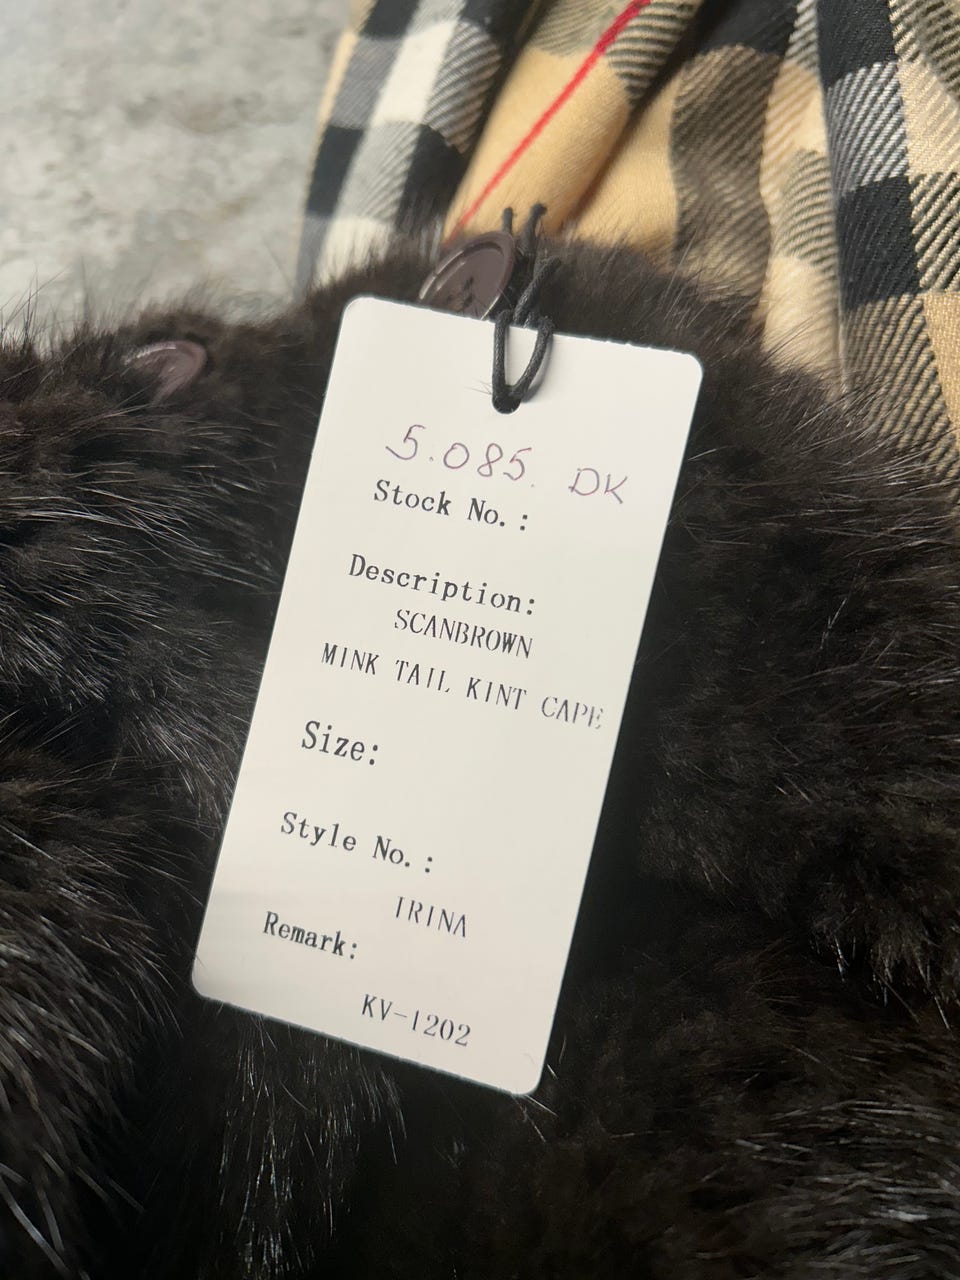 5.085. DK
Stock No.:
Description:
SCANBROWN
MINK TAIL KINT CAPE
Size:
Style No.:
IRINA
Remark:
KV-1202